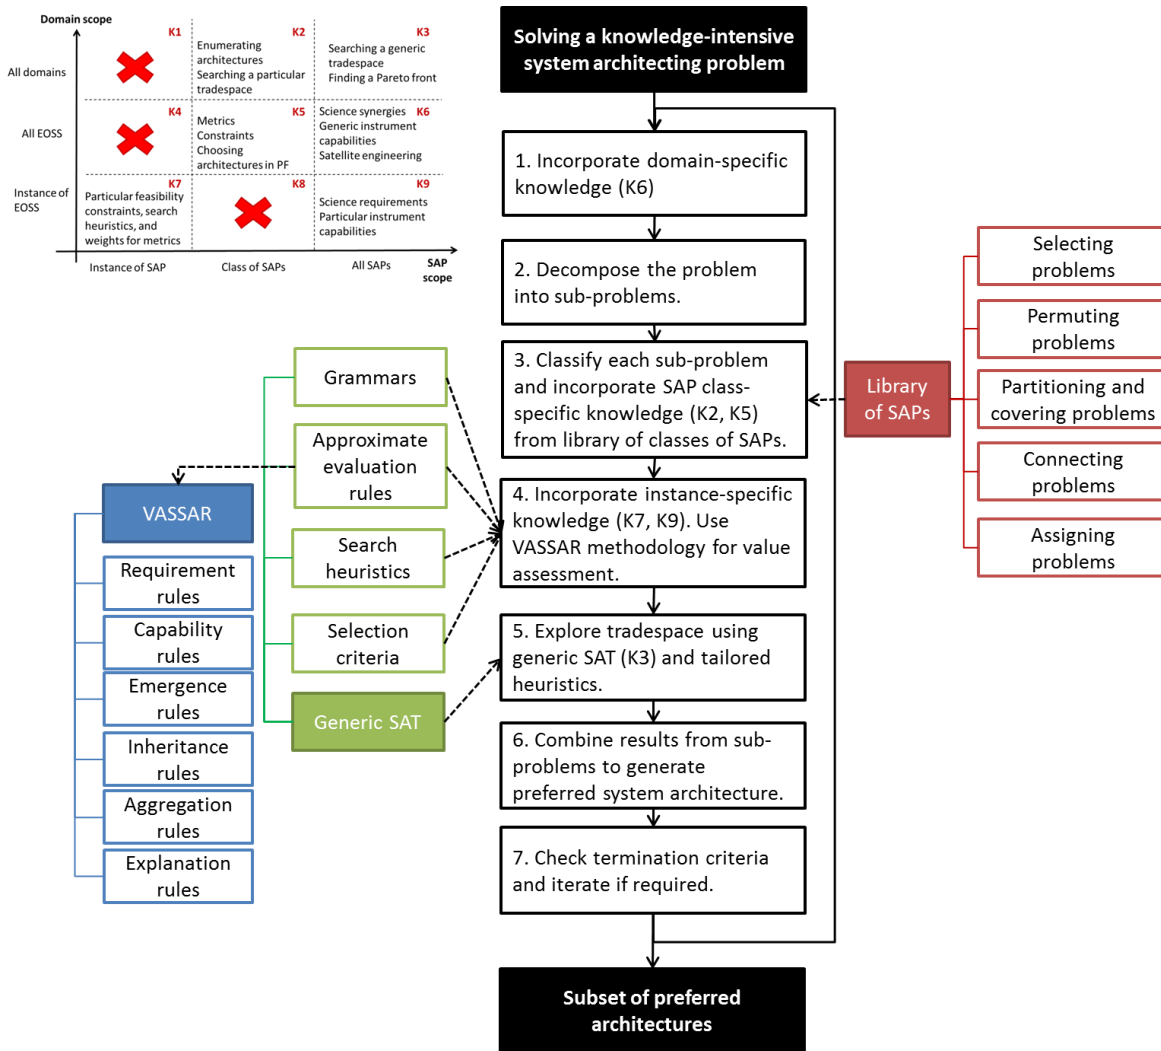 Domain scope
All domains
All EOSS
Instance of
EOSS
K1
K2
Enumerating
architectures
Searching a particular
tradespace
K3
Searching a generic
tradespace
Finding a Pareto front
K4
K5
Metrics
Constraints
Choosing
architectures in PF
K6
Science synergies
Generic instrument
capabilities
Satellite engineering
K7
Particular feasibility
constraints, search
heuristics, and
weights for metrics
K8
K9
Science requirements
Particular instrument
capabilities
Instance of SAP
Class of SAPs
All SAPs
SAP
scope
Solving a knowledge-intensive
system architecting problem
1. Incorporate domain-specific
knowledge (K6)
2. Decompose the problem
into sub-problems.
3. Classify each sub-problem
and incorporate SAP class-
specific knowledge (K2, K5)
from library of classes of SAPs.
4. Incorporate instance-specific
knowledge (K7, K9). Use
VASSAR methodology for value
assessment.
5. Explore tradespace using
generic SAT (K3) and tailored
heuristics.
6. Combine results from sub-
problems to generate
preferred system architecture.
7. Check termination criteria
and iterate if required.
Subset of preferred
architectures
Library
of SAPs
Selecting
problems
Permuting
problems
Partitioning and
covering problems
Connecting
problems
Assigning
problems
Grammars
Approximate
evaluation
rules
Search
heuristics
Selection
criteria
Generic SAT
VASSAR
Requirement
rules
Capability
rules
Emergence
rules
Inheritance
rules
Aggregation
rules
Explanation
rules